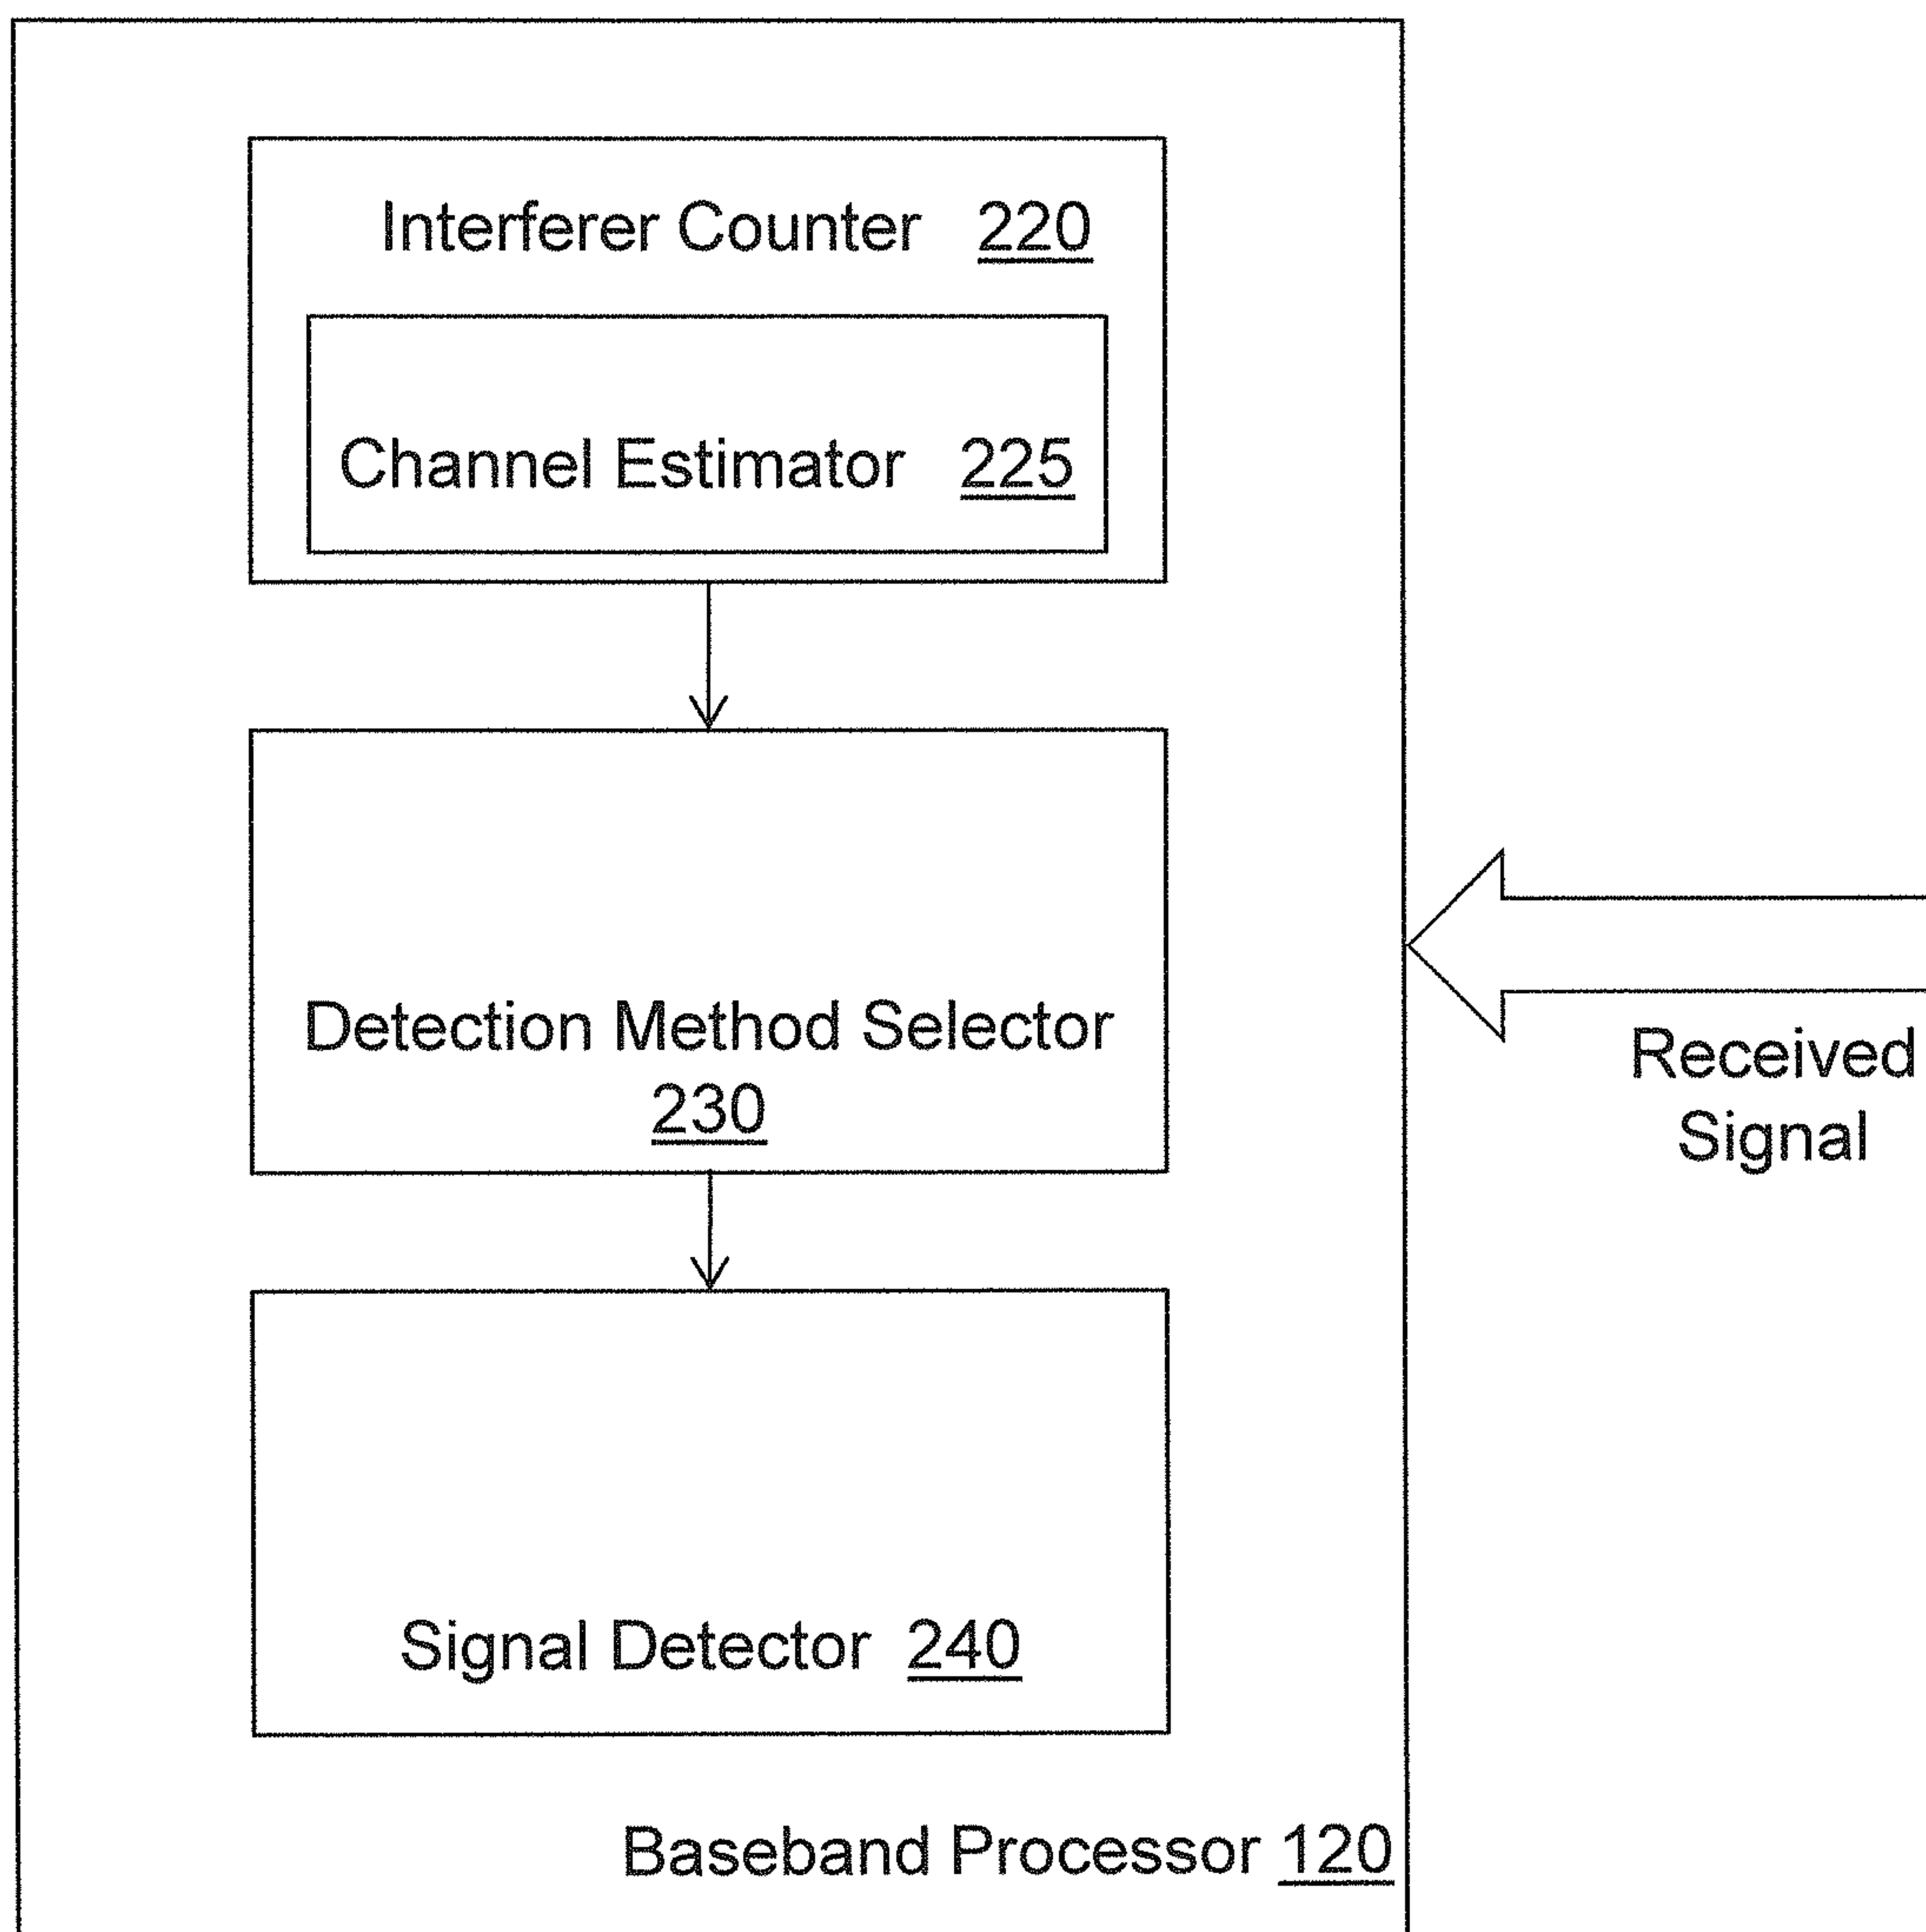 Interferer Counter 220
Channel Estimator 225
Detection Method Selector
230
Received
Signal
Signal Detector 240
Baseband Processor 120